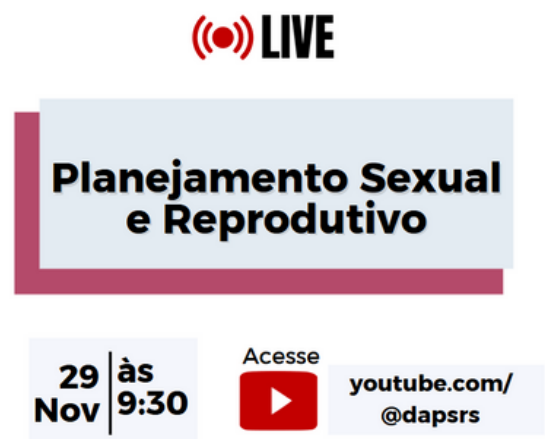 LIVE
Planejamento Sexual
e Reprodutivo
29
Nov
às
9:30
Acesse
youtube.com/
@dapsrs